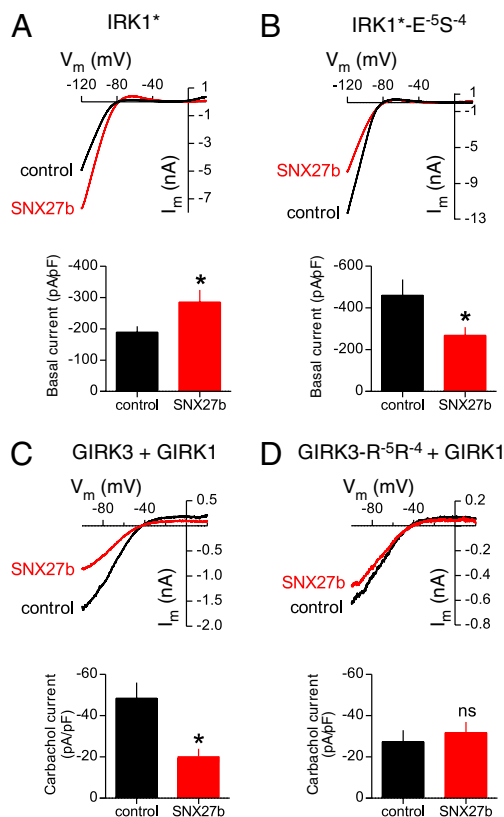 A
IRK1*
Vm (mV)
-120 -80 -40
1
-1
-3
-5
-7
Im (nA)
control
SNX27b
Basal current (pA/pF)
-400
-300
-200
-100
0
*
control SNX27b
B
IRK1*-E-5S-4
Vm (mV)
-120 -80 -40
1
-1
-5
-9
-13
Im (nA)
SNX27b
control
Basal current (pA/pF)
-600
-400
-200
0
*
control SNX27b
C
GIRK3 + GIRK1
Vm (mV)
-80 -40
0.5
-0.5
-1.0
-1.5
-2.0
Im (nA)
SNX27b
control
Carbachol current
(pA/pF)
-60
-40
-20
0
*
control SNX27b
D
GIRK3-R-5R-4 + GIRK1
Vm (mV)
-80 -40
0.2
-0.2
-0.4
-0.6
-0.8
Im (nA)
SNX27b
control
Carbachol current
(pA/pF)
-60
-40
-20
0
ns
control SNX27b